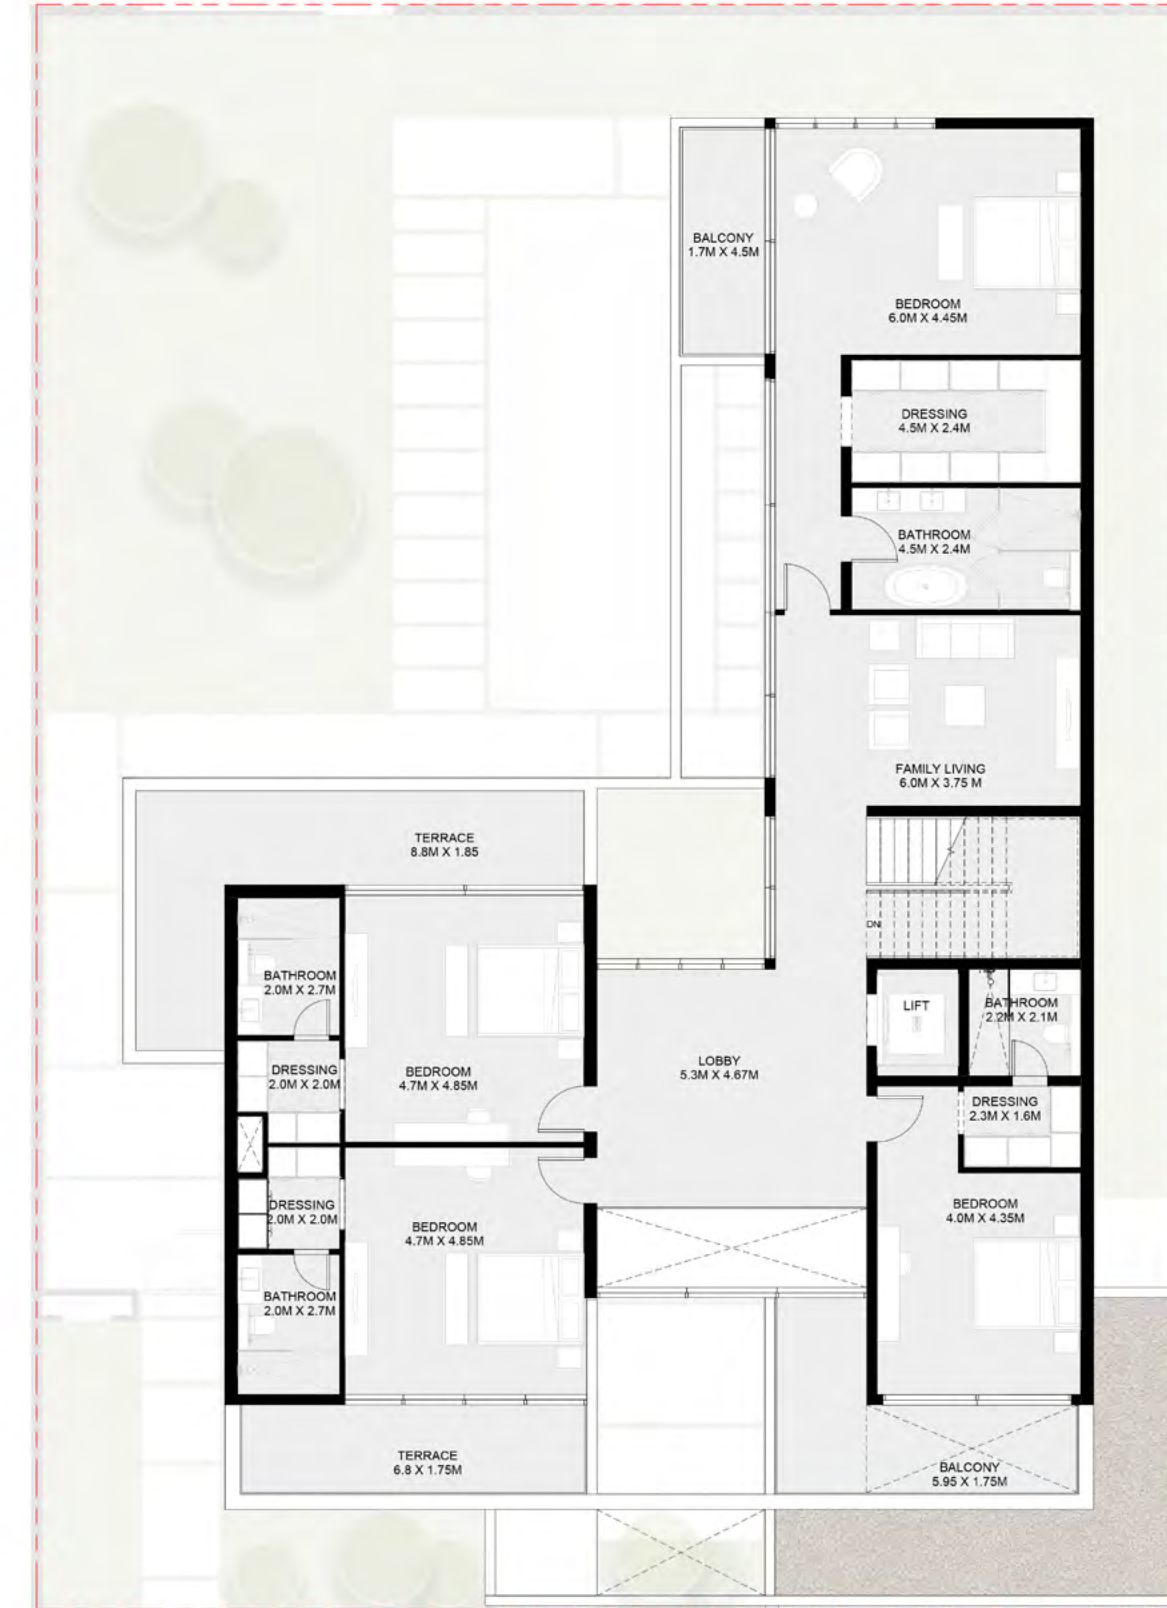 BALCONY
1.7M X 4.5M
BEDROOM
6.0M X 4.45M
DRESSING
4.5M X 2.4M
BATHROOM
4.5M X 2.4M
FAMILY LIVING
6.0M X 3.75 M
TERRACE
8.8M X 1.85
DN
BATHROOM
2.0M X 2.7M
LIFT
BATHROOM
2.2M X 2.1M
LOBBY
5.3M X 4.67M
DRESSING
2.0M X 2.0M
BEDROOM
4.7M X 4.85M
DRESSING
2.3M X 1.6M
DRESSING
2.0M X 2.0M
BEDROOM
4.7M X 4.85M
BEDROOM
4.0M X 4.35M
BATHROOM
2.0M X 2.7M
TERRACE
6.8 X 1.75M
BALCONY
5.95 X 1.75M